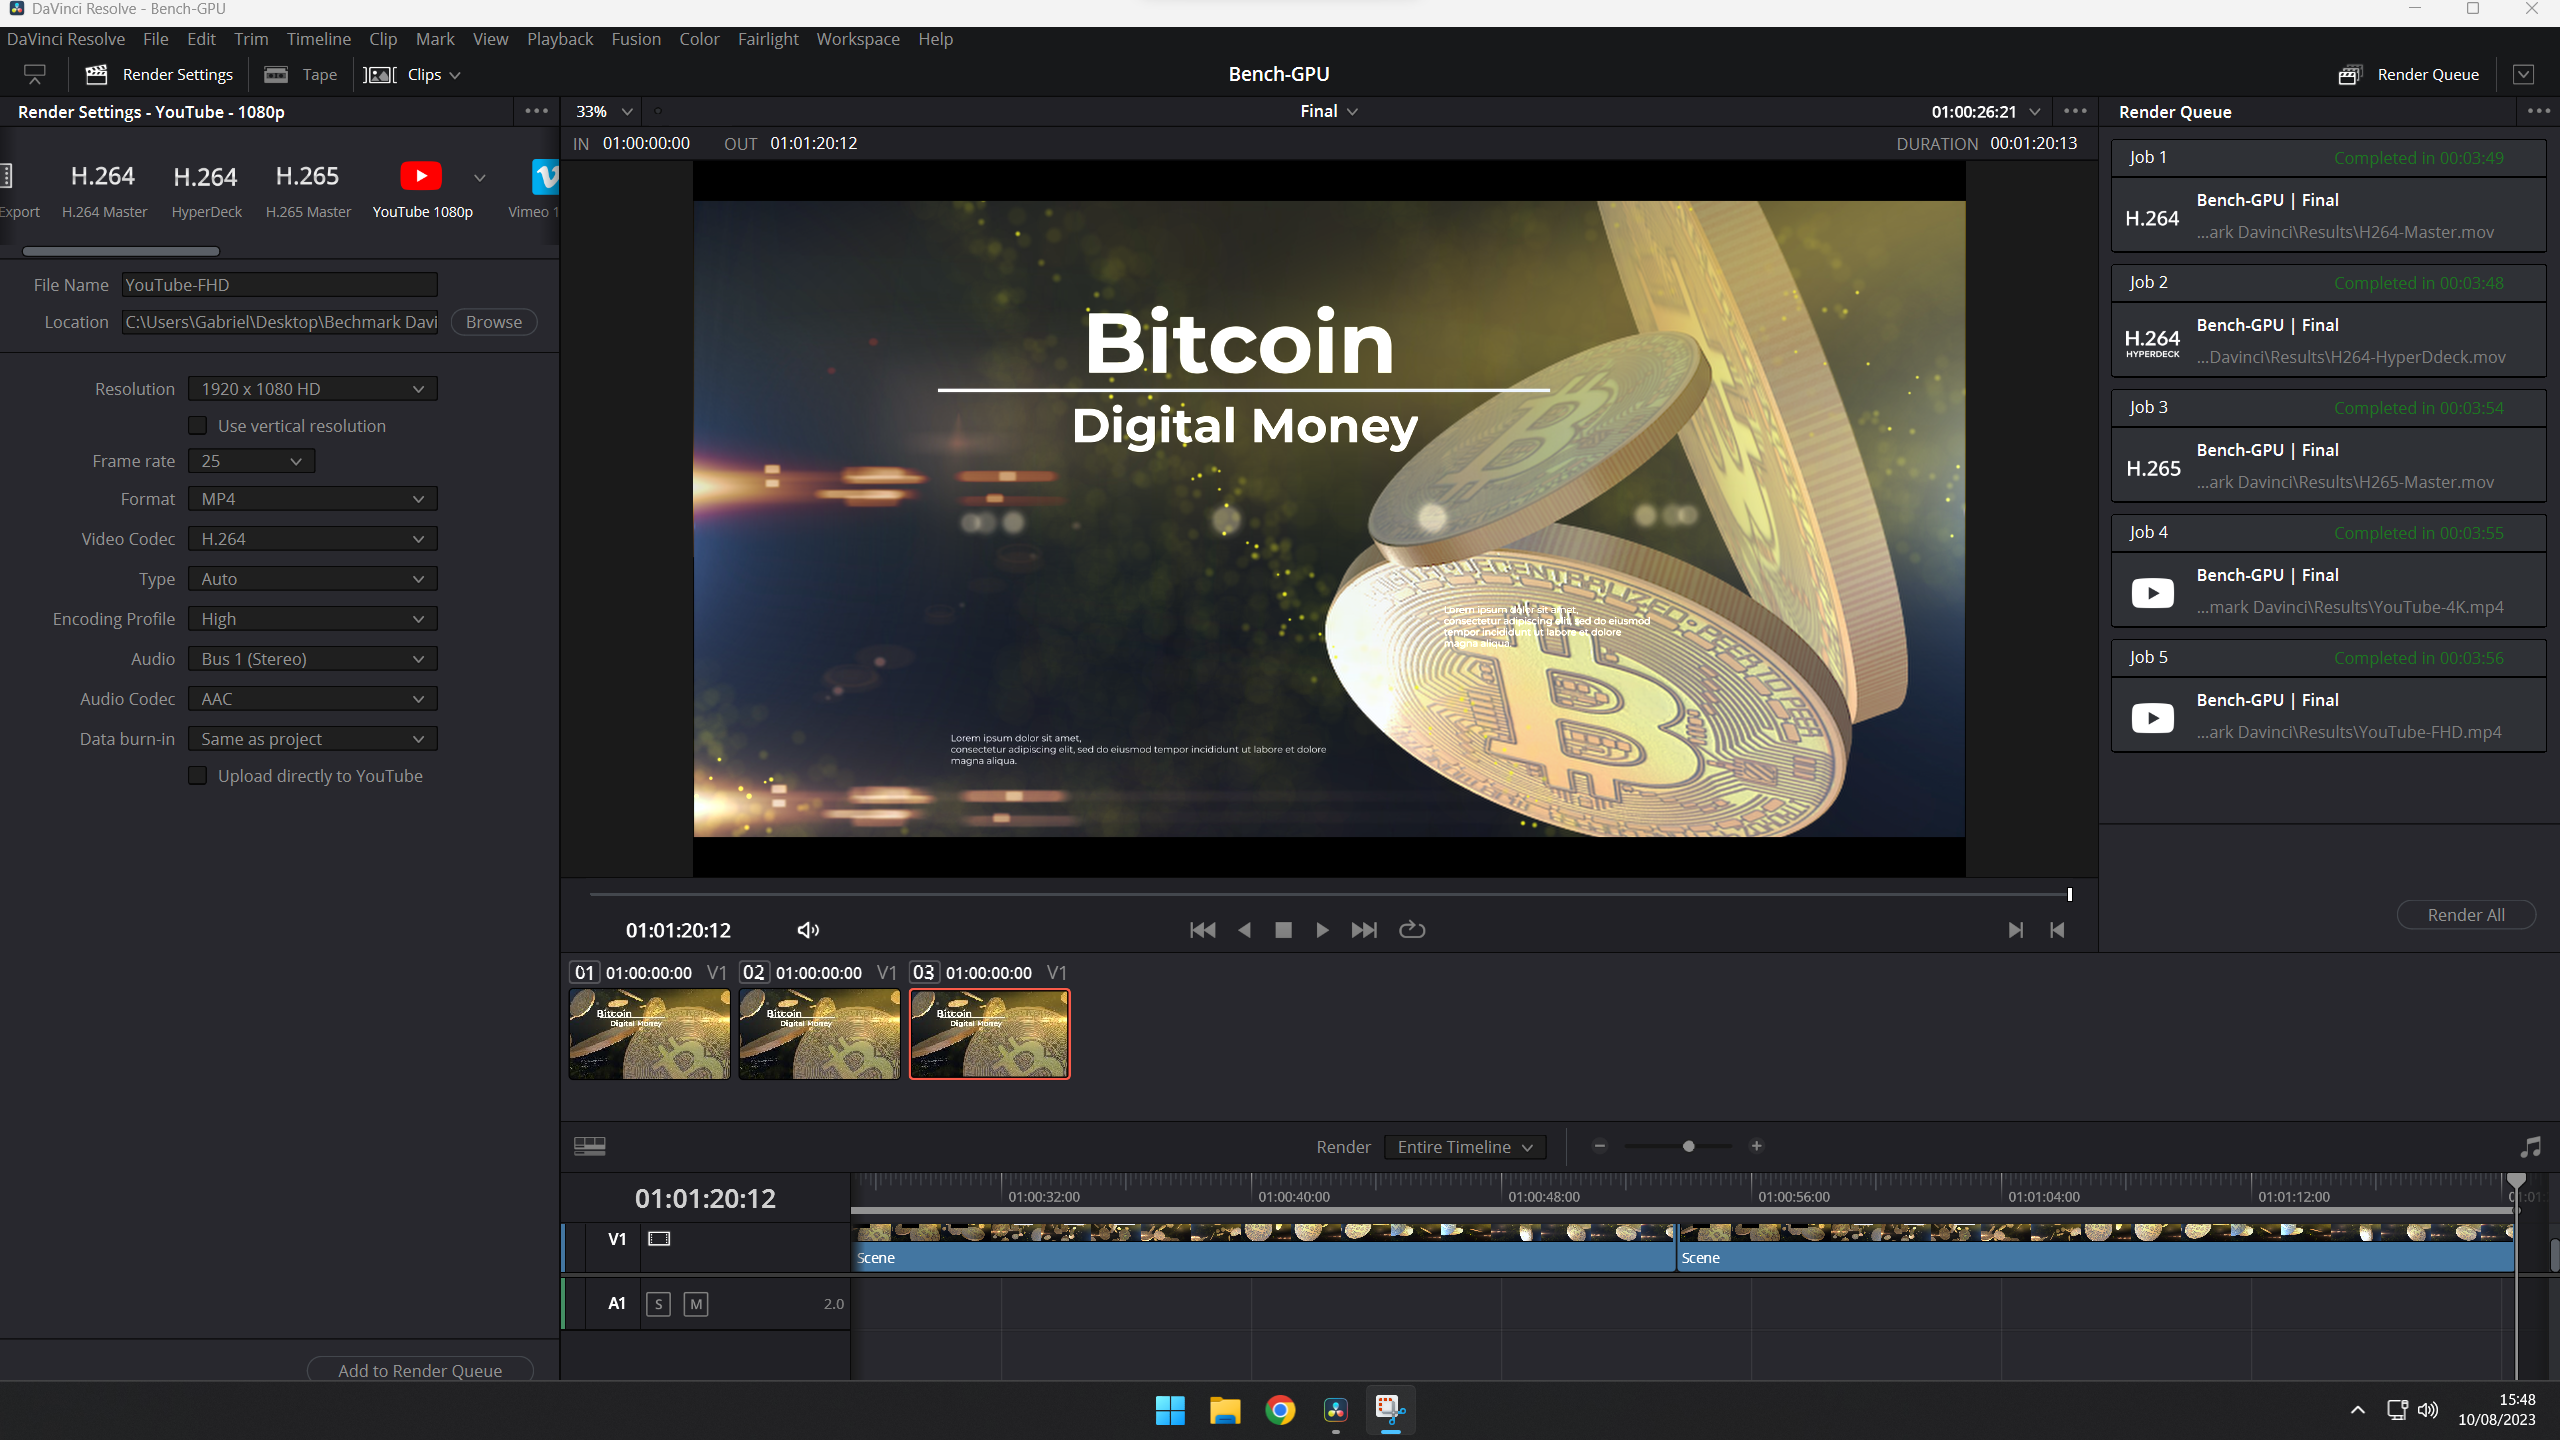 DaVinci Resolve - Bench-GPU
DaVinci Resolve File Edit Trim Timeline Clip Mark View Playback Fusion Color Fairlight Workspace Help
Render Settings Tape Clips Bench-GPU Render Queue
Render Settings - YouTube - 1080p
33% Final 01:00:26:21
Render Queue
IN 01:00:00:00 OUT 01:01:20:12 DURATION 00:01:20:13
H.264 H.264 H.265
Export H.264 Master HyperDeck H.265 Master YouTube 1080p Vimeo 1
File Name YouTube-FHD
Location C:\Users\Gabriel\Desktop\Bechmark Davi Browse
Resolution 1920 x 1080 HD
Use vertical resolution
Frame rate 25
Format MP4
Video Codec H.264
Type Auto
Encoding Profile High
Audio Bus 1 (Stereo)
Audio Codec AAC
Data burn-in Same as project
Upload directly to YouTube
Add to Render Queue
Bitcoin
Digital Money
Lorem ipsum dolor sit amet,
consectetur adipiscing elit, sed do eiusmod
tempor incididunt ut labore et dolore
magna aliqua.
Lorem ipsum dolor sit amet,
consectetur adipiscing elit, sed do eiusmod tempor incididunt ut labore et dolore
magna aliqua.
Job 1 Completed in 00:03:49
Bench-GPU | Final
H.264
...ark Davinci\Results\H264-Master.mov
Job 2 Completed in 00:03:48
Bench-GPU | Final
H.264
HYPERDECK
...Davinci\Results\H264-HyperDdeck.mov
Job 3 Completed in 00:03:54
Bench-GPU | Final
H.265
...ark Davinci\Results\H265-Master.mov
Job 4 Completed in 00:03:55
Bench-GPU | Final
...mark Davinci\Results\YouTube-4K.mp4
Job 5 Completed in 00:03:56
Bench-GPU | Final
...ark Davinci\Results\YouTube-FHD.mp4
Render All
01:01:20:12
01 01:00:00:00 V1 02 01:00:00:00 V1 03 01:00:00:00 V1
Bitcoin
Digital Money
Bitcoin
Digital Money
Bitcoin
Digital Money
Render Entire Timeline
01:01:20:12
01:00:32:00 01:00:40:00 01:00:48:00 01:00:56:00 01:01:04:00 01:01:12:00
V1
Scene Scene
A1 S M 2.0
15:48
10/08/2023